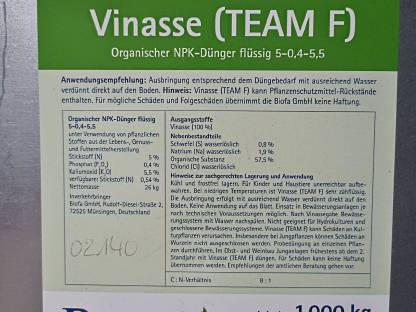 Vinasse (TEAM F)
Organischer NPK-Dünger flüssig 5-0,4-5,5
Anwendungsempfehlung: Ausbringung entsprechend dem Düngebedarf mit ausreichend Wasser
verdünnt direkt auf den Boden. Hinweis: Vinasse (TEAM F) kann Pflanzenschutzmittel-Rückstände
enthalten. Für mögliche Schäden und Folgeschäden übernimmt die Biofa GmbH keine Haftung.
Organischer NPK-Dünger flüssig
5-0,4-5,5
unter Verwendung von pflanzlichen
Stoffen aus der Lebens-, Genuss-
und Futtermittelherstellung
Stickstoff (N) 5 %
Phosphat (P₂O₅) 0,4 %
Kaliumoxid (K₂O) 5,5 %
verfügbarer Stickstoff (N) 0,54 %
Nettomasse 26 kg
Inverkehrbringer
Biofa GmbH, Rudolf-Diesel-Straße 2,
72525 Münsingen, Deutschland
02140
Ausgangsstoffe
Vinasse (100 %)
Nebenbestandteile
Schwefel (S) wasserlöslich 0,8 %
Natrium (Na) wasserlöslich 1,9 %
Organische Substanz 57,5 %
Chlorid (Cl) wasserlöslich
Hinweise zur sachgerechten Lagerung und Anwendung
Kühl und frostfrei lagern. Für Kinder und Haustiere unerreichbar aufbe-
wahren. Bei niedrigen Temperaturen ist Vinasse (TEAM F) sehr zähflüssig.
Die Ausbringung erfolgt mit ausreichend Wasser verdünnt direkt auf den
Boden. Keine Anwendung auf das Blatt. Einsatz in Bewässerungsanlagen je
nach technischen Voraussetzungen möglich. Nach Vinassegabe Bewässe-
rungssystem mit Wasser nachspülen. Nicht geeignet für Hydrokulturen und
geschlossene Bewässerungssysteme. Vinasse (TEAM F) kann Schäden an Kul-
turpflanzen verursachen. Insbesondere bei Jungpflanzen können Schäden an
Wurzeln nicht ausgeschlossen werden. Probedüngung an einzelnen Pflan-
zen durchführen. Im Obst- und Weinbau Junganlagen frühestens ab dem 2.
Standjahr mit Vinasse (TEAM F) düngen. Für Schäden kann keine Haftung
übernommen werden. Empfehlungen der amtlichen Beratung gehen vor.
C : N-Verhältnis 8 : 1
1.000 kg